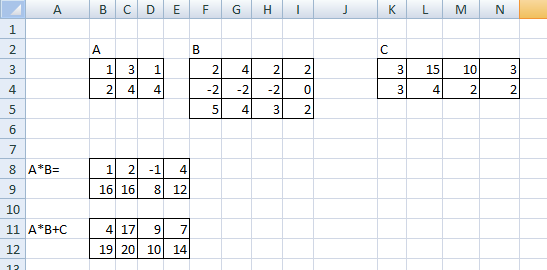 A B C D E F G H I J K L M N
1
2 A B C
3 1 3 1 2 4 2 2 3 15 10 3
4 2 4 4 -2 -2 -2 0 3 4 2 2
5 5 4 3 2
6
7
8 A*B= 1 2 -1 4
9 16 16 8 12
10
11 A*B+C 4 17 9 7
12 19 20 10 14
13